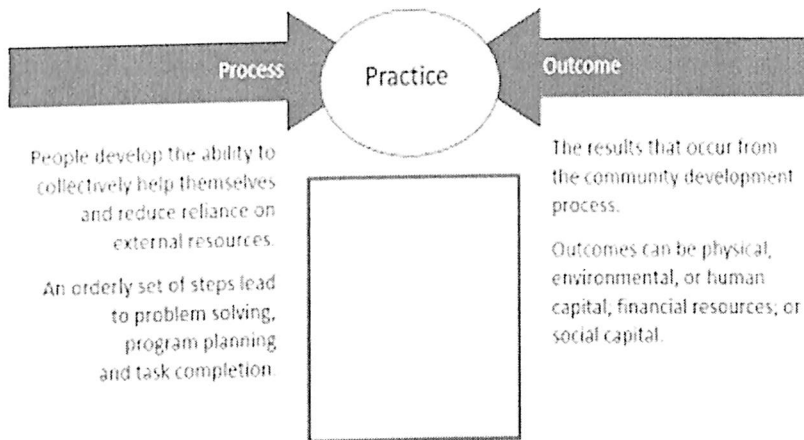 Process
Practice
Outcome
People develop the ability to
collectively help themselves
and reduce reliance on
external resources.
An orderly set of steps lead
to problem solving,
program planning
and task completion.
The results that occur from
the community development
process.
Outcomes can be physical,
environmental, or human
capital, financial resources; or
social capital.